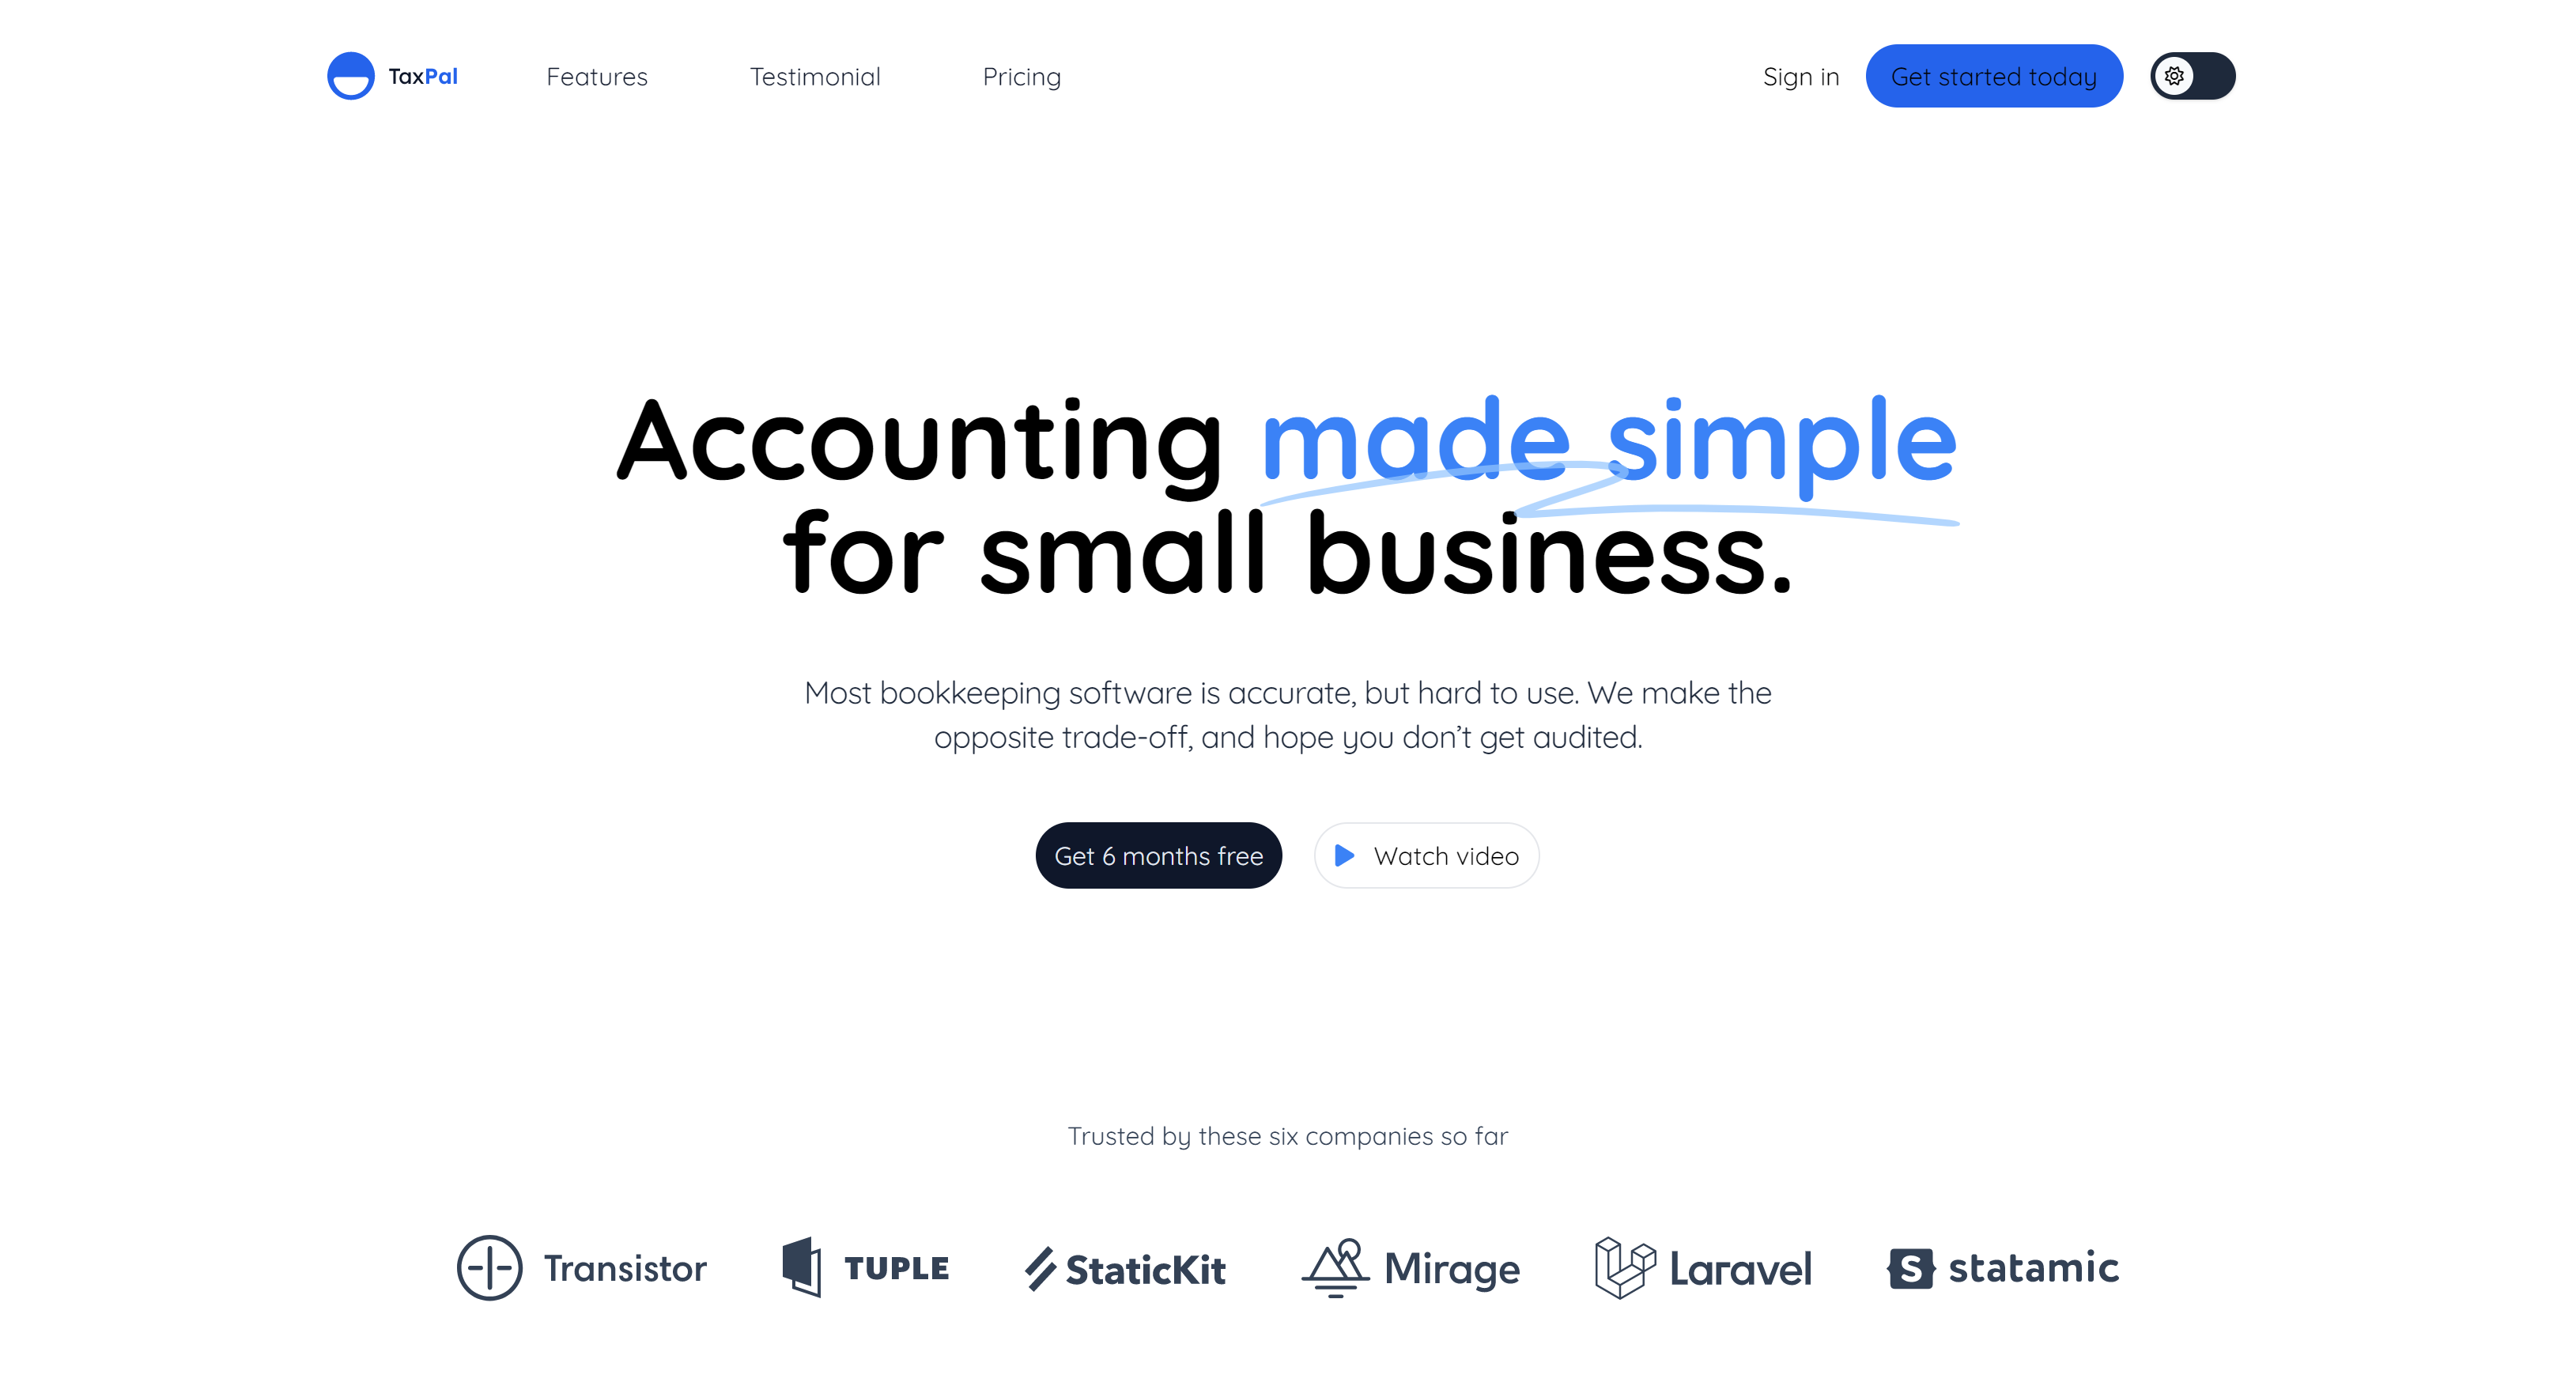 TaxPal Features Testimonial Pricing Sign in Get started today
Accounting made simple
for small business.
Most bookkeeping software is accurate, but hard to use. We make the
opposite trade-off, and hope you don’t get audited.
Get 6 months free Watch video
Trusted by these six companies so far
Transistor TUPLE StaticKit Mirage Laravel S statamic